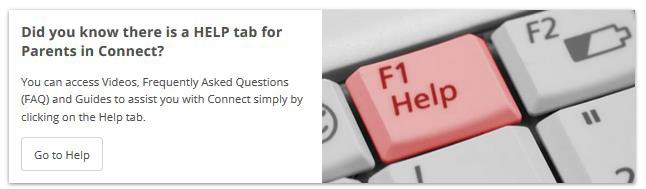 Did you know there is a HELP tab for
Parents in Connect?
You can access Videos, Frequently Asked Questions
(FAQ) and Guides to assist you with Connect simply by
clicking on the Help tab.
Go to Help
F1
Help
F2
"
2